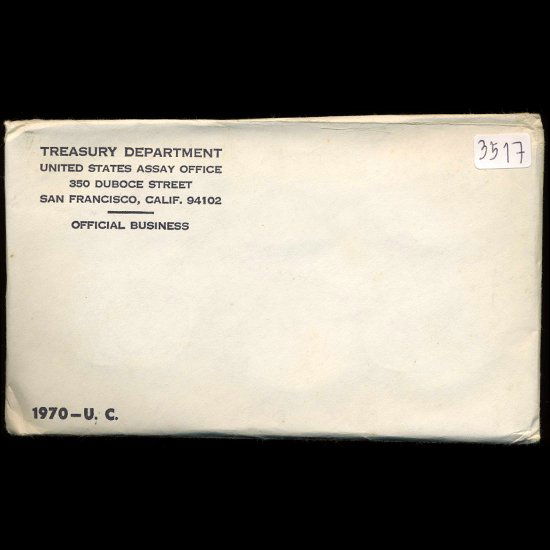 TREASURY DEPARTMENT
UNITED STATES ASSAY OFFICE
350 DUBOCE STREET
SAN FRANCISCO, CALIF. 94102
OFFICIAL BUSINESS
3517
1970-U. C.